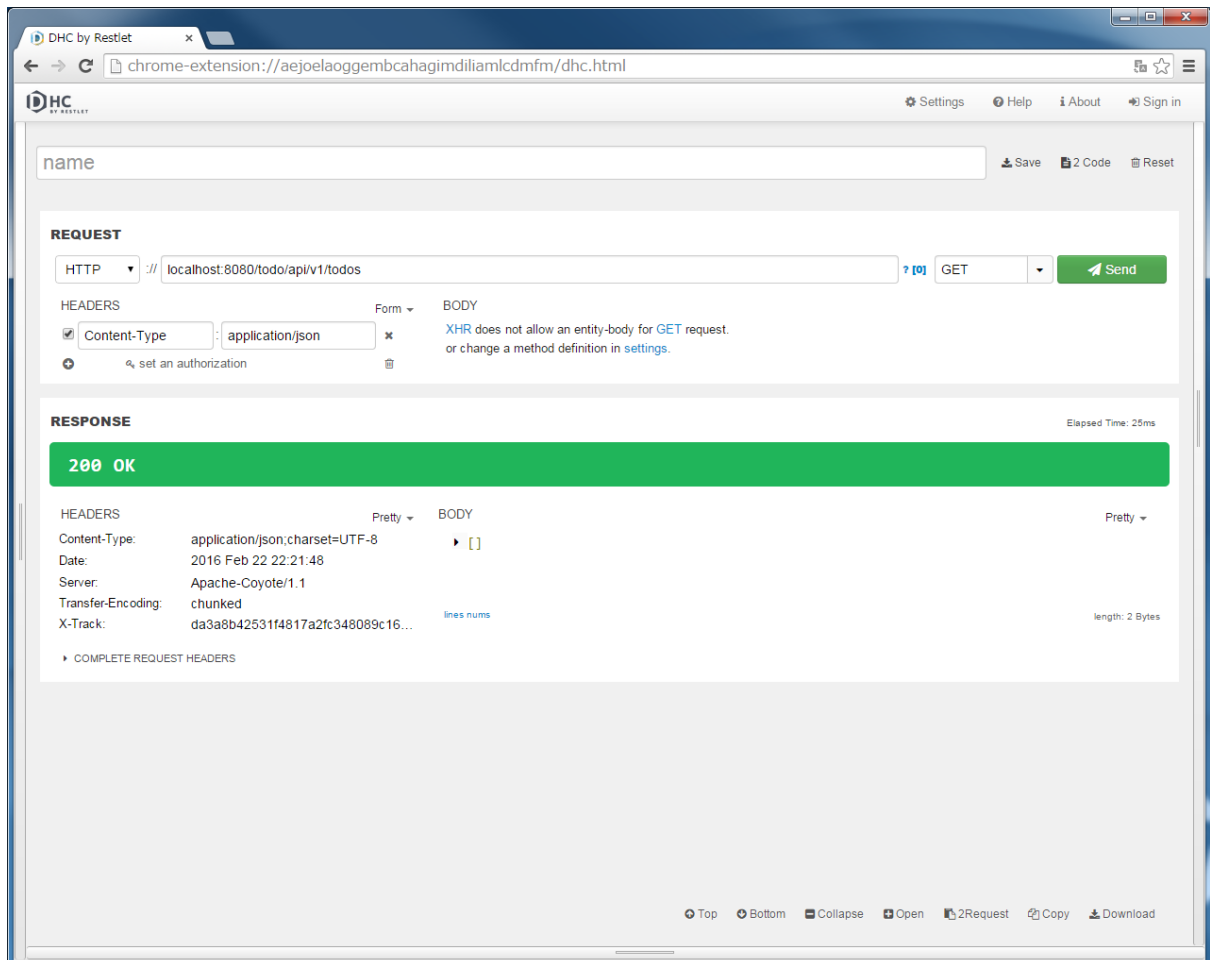 DHC by Restlet
chrome-extension://aejoelaoggembcahagimdiliamlcdmfm/dhc.html
DHC BY RESTLET
Settings Help About Sign in
name
Save 2 Code Reset
REQUEST
HTTP :// localhost:8080/todo/api/v1/todos ? [0] GET Send
HEADERS Form BODY
Content-Type : application/json
XHR does not allow an entity-body for GET request.
or change a method definition in settings.
set an authorization
RESPONSE Elapsed Time: 25ms
200 OK
HEADERS Pretty BODY Pretty
Content-Type: application/json;charset=UTF-8
[]
Date: 2016 Feb 22 22:21:48
Server: Apache-Coyote/1.1
Transfer-Encoding: chunked
X-Track: da3a8b42531f4817a2fc348089c16...
lines nums length: 2 Bytes
COMPLETE REQUEST HEADERS
Top Bottom Collapse Open 2Request Copy Download